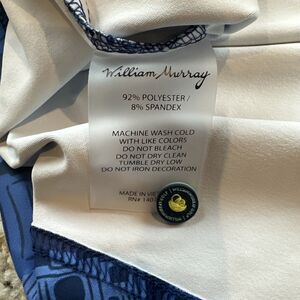 William Murray
92% POLYESTER /
8% SPANDEX
MACHINE WASH COLD
WITH LIKE COLORS
DO NOT BLEACH
DO NOT DRY CLEAN
TUMBLE DRY LOW
DO NOT IRON DECORATION
MADE IN
RN#